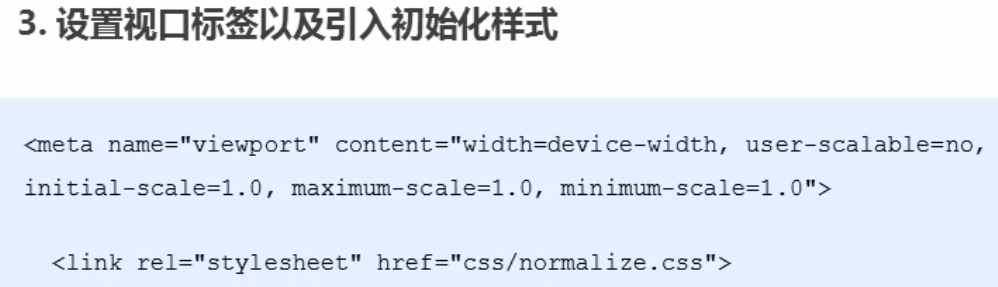 3. 设置视口标签以及引入初始化样式
<meta name="viewport" content="width=device-width, user-scalable=no,
initial-scale=1.0, maximum-scale=1.0, minimum-scale=1.0">
<link rel="stylesheet" href="css/normalize.css">